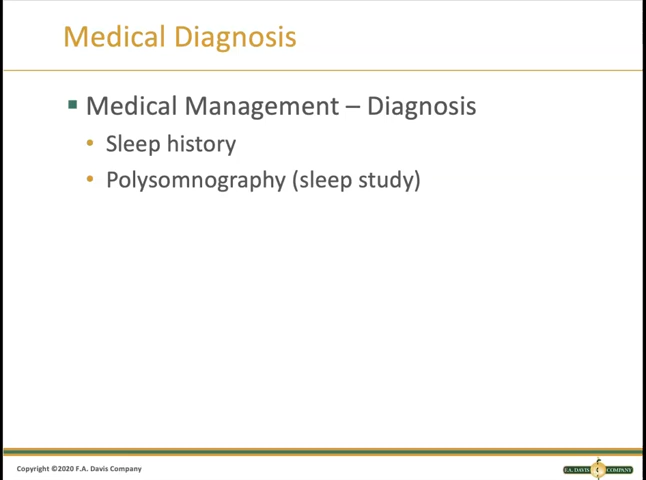 Medical Diagnosis
Medical Management – Diagnosis
Sleep history
Polysomnography (sleep study)
Copyright ©2020 F.A. Davis Company
F.A. DAVIS COMPANY